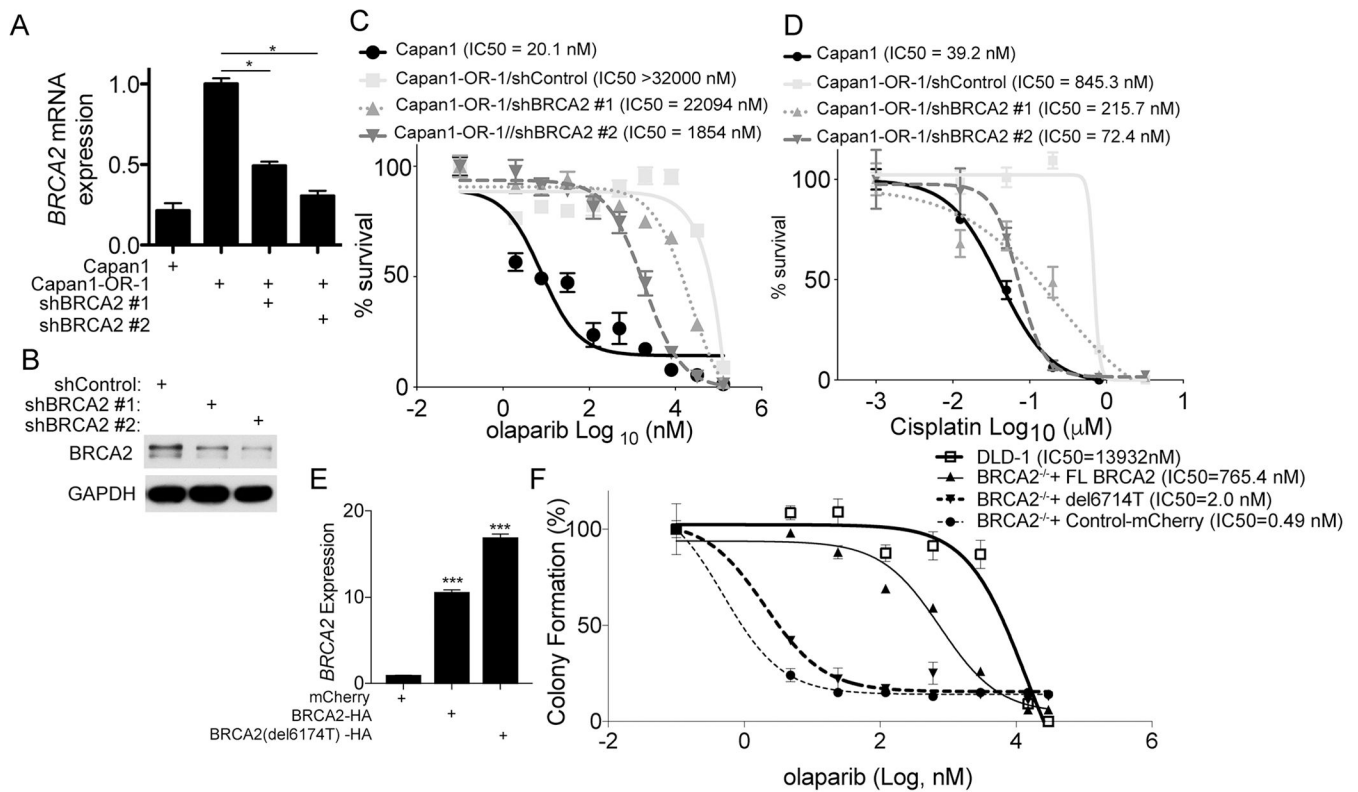 A
BRCA2 mRNA
expression
1.0
0.5
0.0
*
*
Capan1
+
Capan1-OR-1
+ + +
shBRCA2 #1
+
shBRCA2 #2
+
B
shControl: +
shBRCA2 #1: +
shBRCA2 #2: +
BRCA2
GAPDH
C
Capan1 (IC50 = 20.1 nM)
Capan1-OR-1/shControl (IC50 >32000 nM)
Capan1-OR-1/shBRCA2 #1 (IC50 = 22094 nM)
Capan1-OR-1//shBRCA2 #2 (IC50 = 1854 nM)
% survival
100
50
0
-2 0 2 4 6
olaparib Log 10 (nM)
D
Capan1 (IC50 = 39.2 nM)
Capan1-OR-1/shControl (IC50 = 845.3 nM)
Capan1-OR-1/shBRCA2 #1 (IC50 = 215.7 nM)
Capan1-OR-1/shBRCA2 #2 (IC50 = 72.4 nM)
% survival
100
50
0
-3 -2 -1 0 1
Cisplatin Log10 (μM)
E
BRCA2 Expression
20
10
0
***
***
mCherry
+
BRCA2-HA
+
BRCA2(del6174T) -HA
+
F
DLD-1 (IC50=13932nM)
BRCA2-/-+ FL BRCA2 (IC50=765.4 nM)
BRCA2-/-+ del6714T (IC50=2.0 nM)
BRCA2-/-+ Control-mCherry (IC50=0.49 nM)
Colony Formation (%)
100
50
0
-2 0 2 4 6
olaparib (Log, nM)